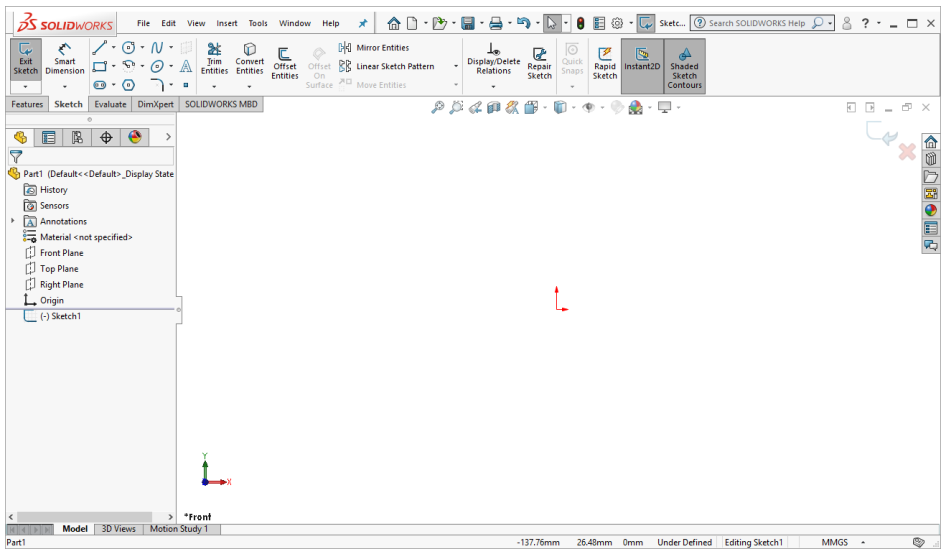 SOLIDWORKS File Edit View Insert Tools Window Help Sketc... Search SOLIDWORKS Help ?
Exit Sketch
Smart Dimension
Trim Entities
Convert Entities
Offset Entities
Offset On Surface
Mirror Entities
Linear Sketch Pattern
Move Entities
Display/Delete Relations
Repair Sketch
Quick Snaps
Rapid Sketch
Instant2D
Shaded Sketch Contours
Features Sketch Evaluate DimXpert SOLIDWORKS MBD
Part1 (Default<<Default>_Display State
History
Sensors
Annotations
Material <not specified>
Front Plane
Top Plane
Right Plane
Origin
(-) Sketch1
Y
X
*Front
Model 3D Views Motion Study 1
Part1 -137.76mm 26.48mm 0mm Under Defined Editing Sketch1 MMGS